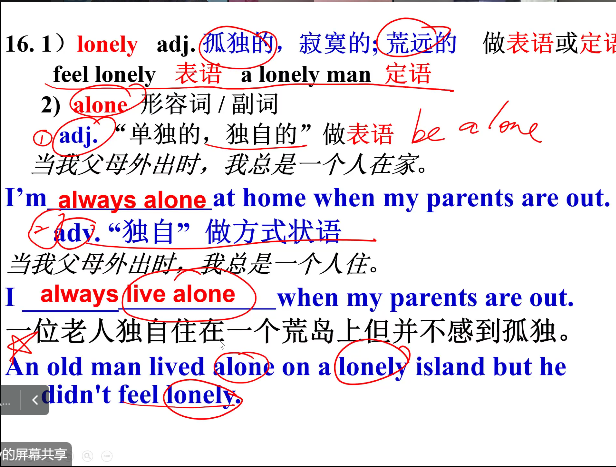 16. 1）lonely adj. 孤独的，寂寞的; 荒远的 做表语或定语
feel lonely 表语 a lonely man 定语
2) alone 形容词 / 副词
① adj. “单独的，独自的”做表语 be alone
当我父母外出时，我总是一个人在家。
I’m always alone at home when my parents are out.
② adv. “独自” 做方式状语
当我父母外出时，我总是一个人住。
I always live alone when my parents are out.
一位老人独自住在一个荒岛上但并不感到孤独。
An old man lived alone on a lonely island but he
didn't feel lonely.
的屏幕共享